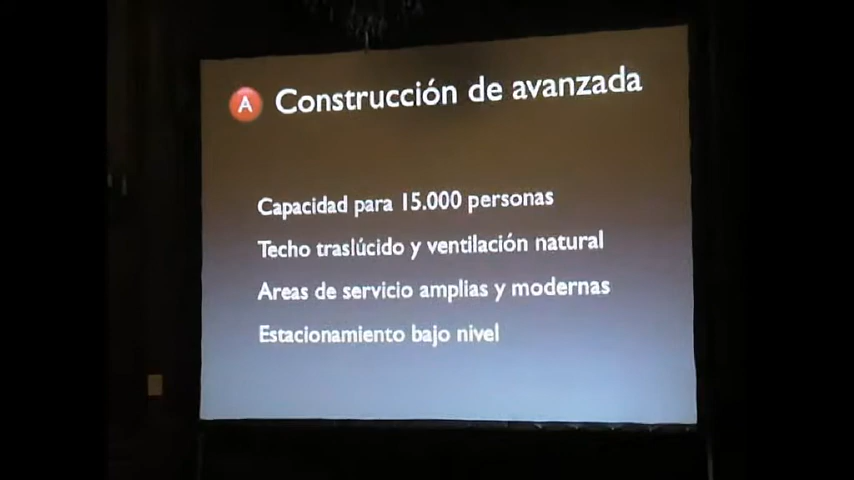 A Construcción de avanzada
Capacidad para 15.000 personas
Techo traslúcido y ventilación natural
Areas de servicio amplias y modernas
Estacionamiento bajo nivel